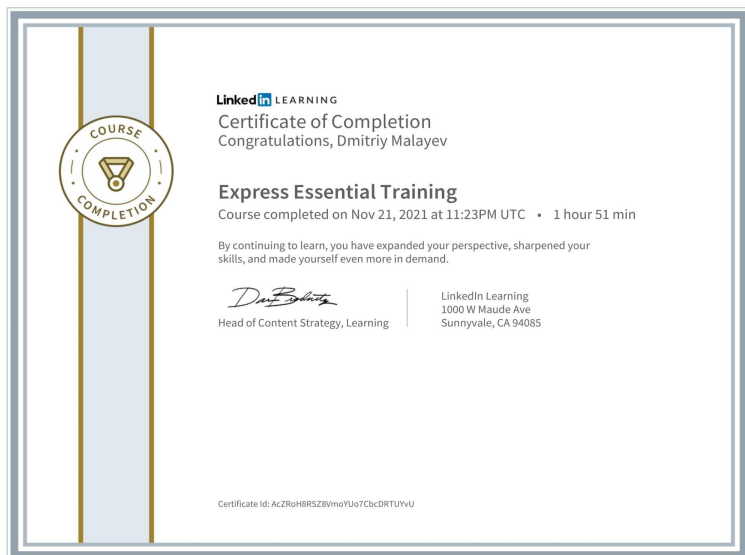 COURSE
COMPLETION
Linked in LEARNING
Certificate of Completion
Congratulations, Dmitriy Malayev
Express Essential Training
Course completed on Nov 21, 2021 at 11:23PM UTC • 1 hour 51 min
By continuing to learn, you have expanded your perspective, sharpened your
skills, and made yourself even more in demand.
Head of Content Strategy, Learning
LinkedIn Learning
1000 W Maude Ave
Sunnyvale, CA 94085
Certificate Id: AcZRoH8RSZ8VmoYUo7CbcDRTUYvU